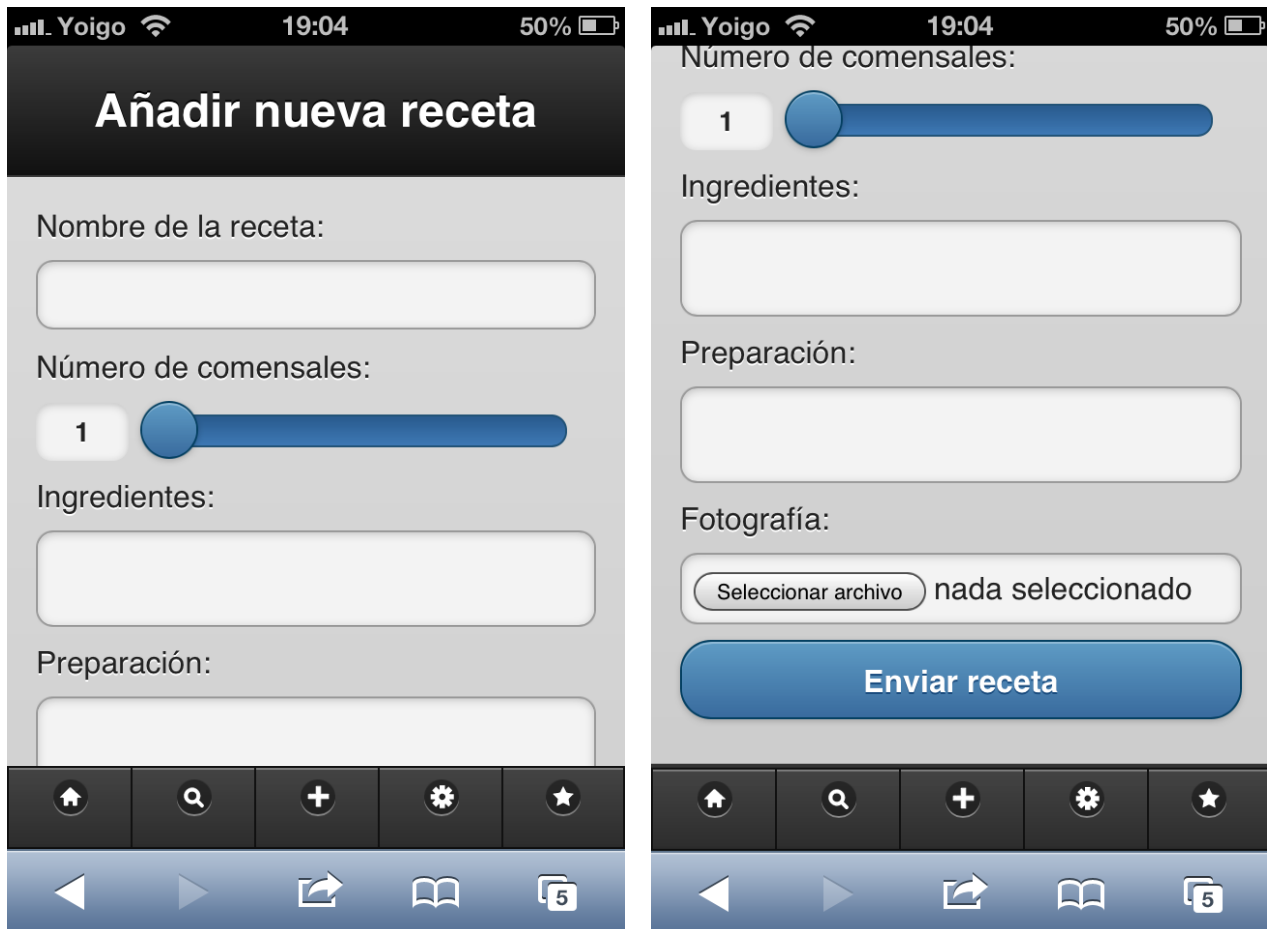 Yoigo 19:04 50%
Añadir nueva receta
Nombre de la receta:
Número de comensales:
1
Ingredientes:
Preparación:
5
Yoigo 19:04 50%
Número de comensales:
1
Ingredientes:
Preparación:
Fotografía:
Seleccionar archivo nada seleccionado
Enviar receta
5